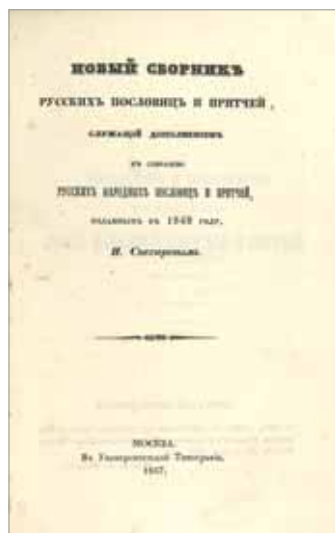 НОВЫЙ СБОРНИКЪ
РУССКИХЪ ПОСЛОВИЦЪ И ПРИТЧЕЙ,
СЛУЖАЩІЙ ДОПОЛНЕНІЕМЪ
КЪ СОБРАНІЮ
РУССКИХЪ НАРОДНЫХЪ ПОСЛОВИЦЪ И ПРИТЧЕЙ,
ИЗДАННЫХЪ ВЪ 1848 ГОДУ,
И. Снегиревымъ.
МОСКВА.
Въ Университетской Типографіи.
1857.